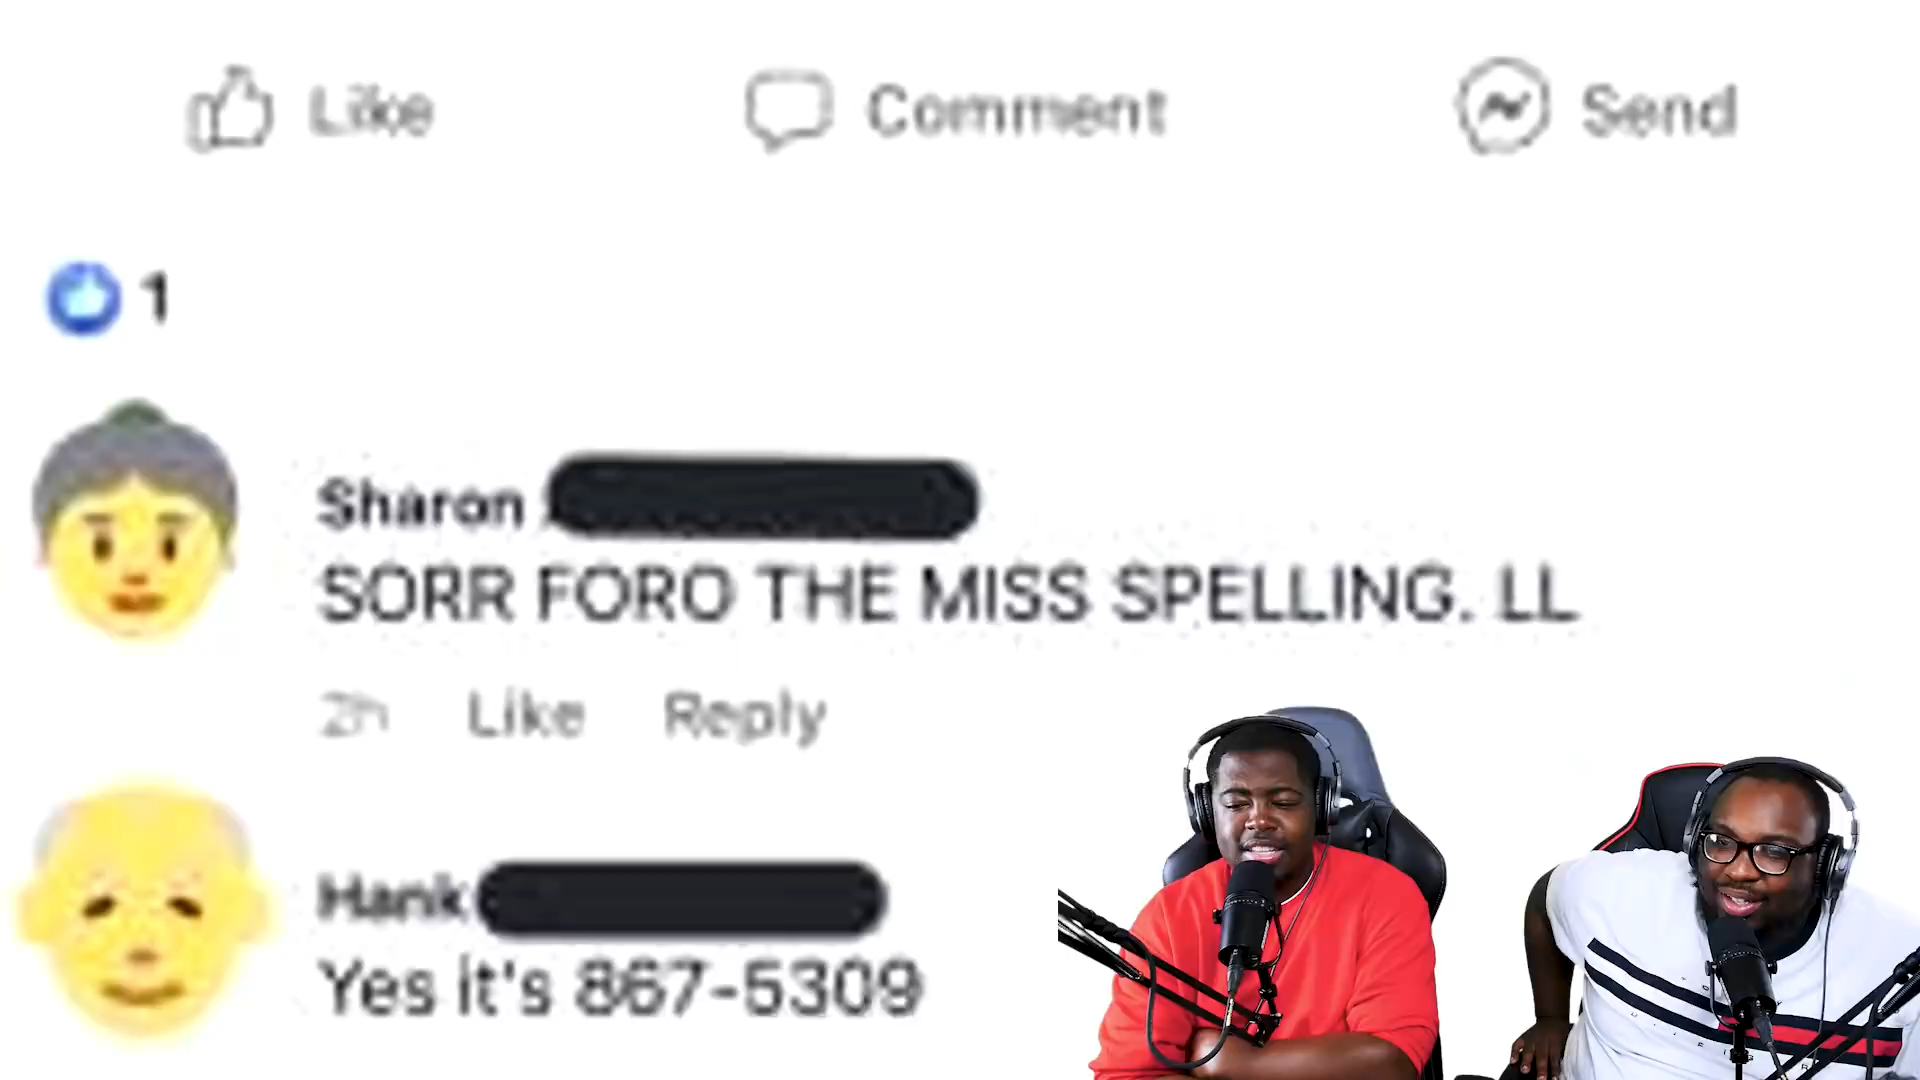 Like Comment Send
1
Sharon
SORR FORO THE MISS SPELLING. LL
2h Like Reply
Hank
Yes it's 867-5309